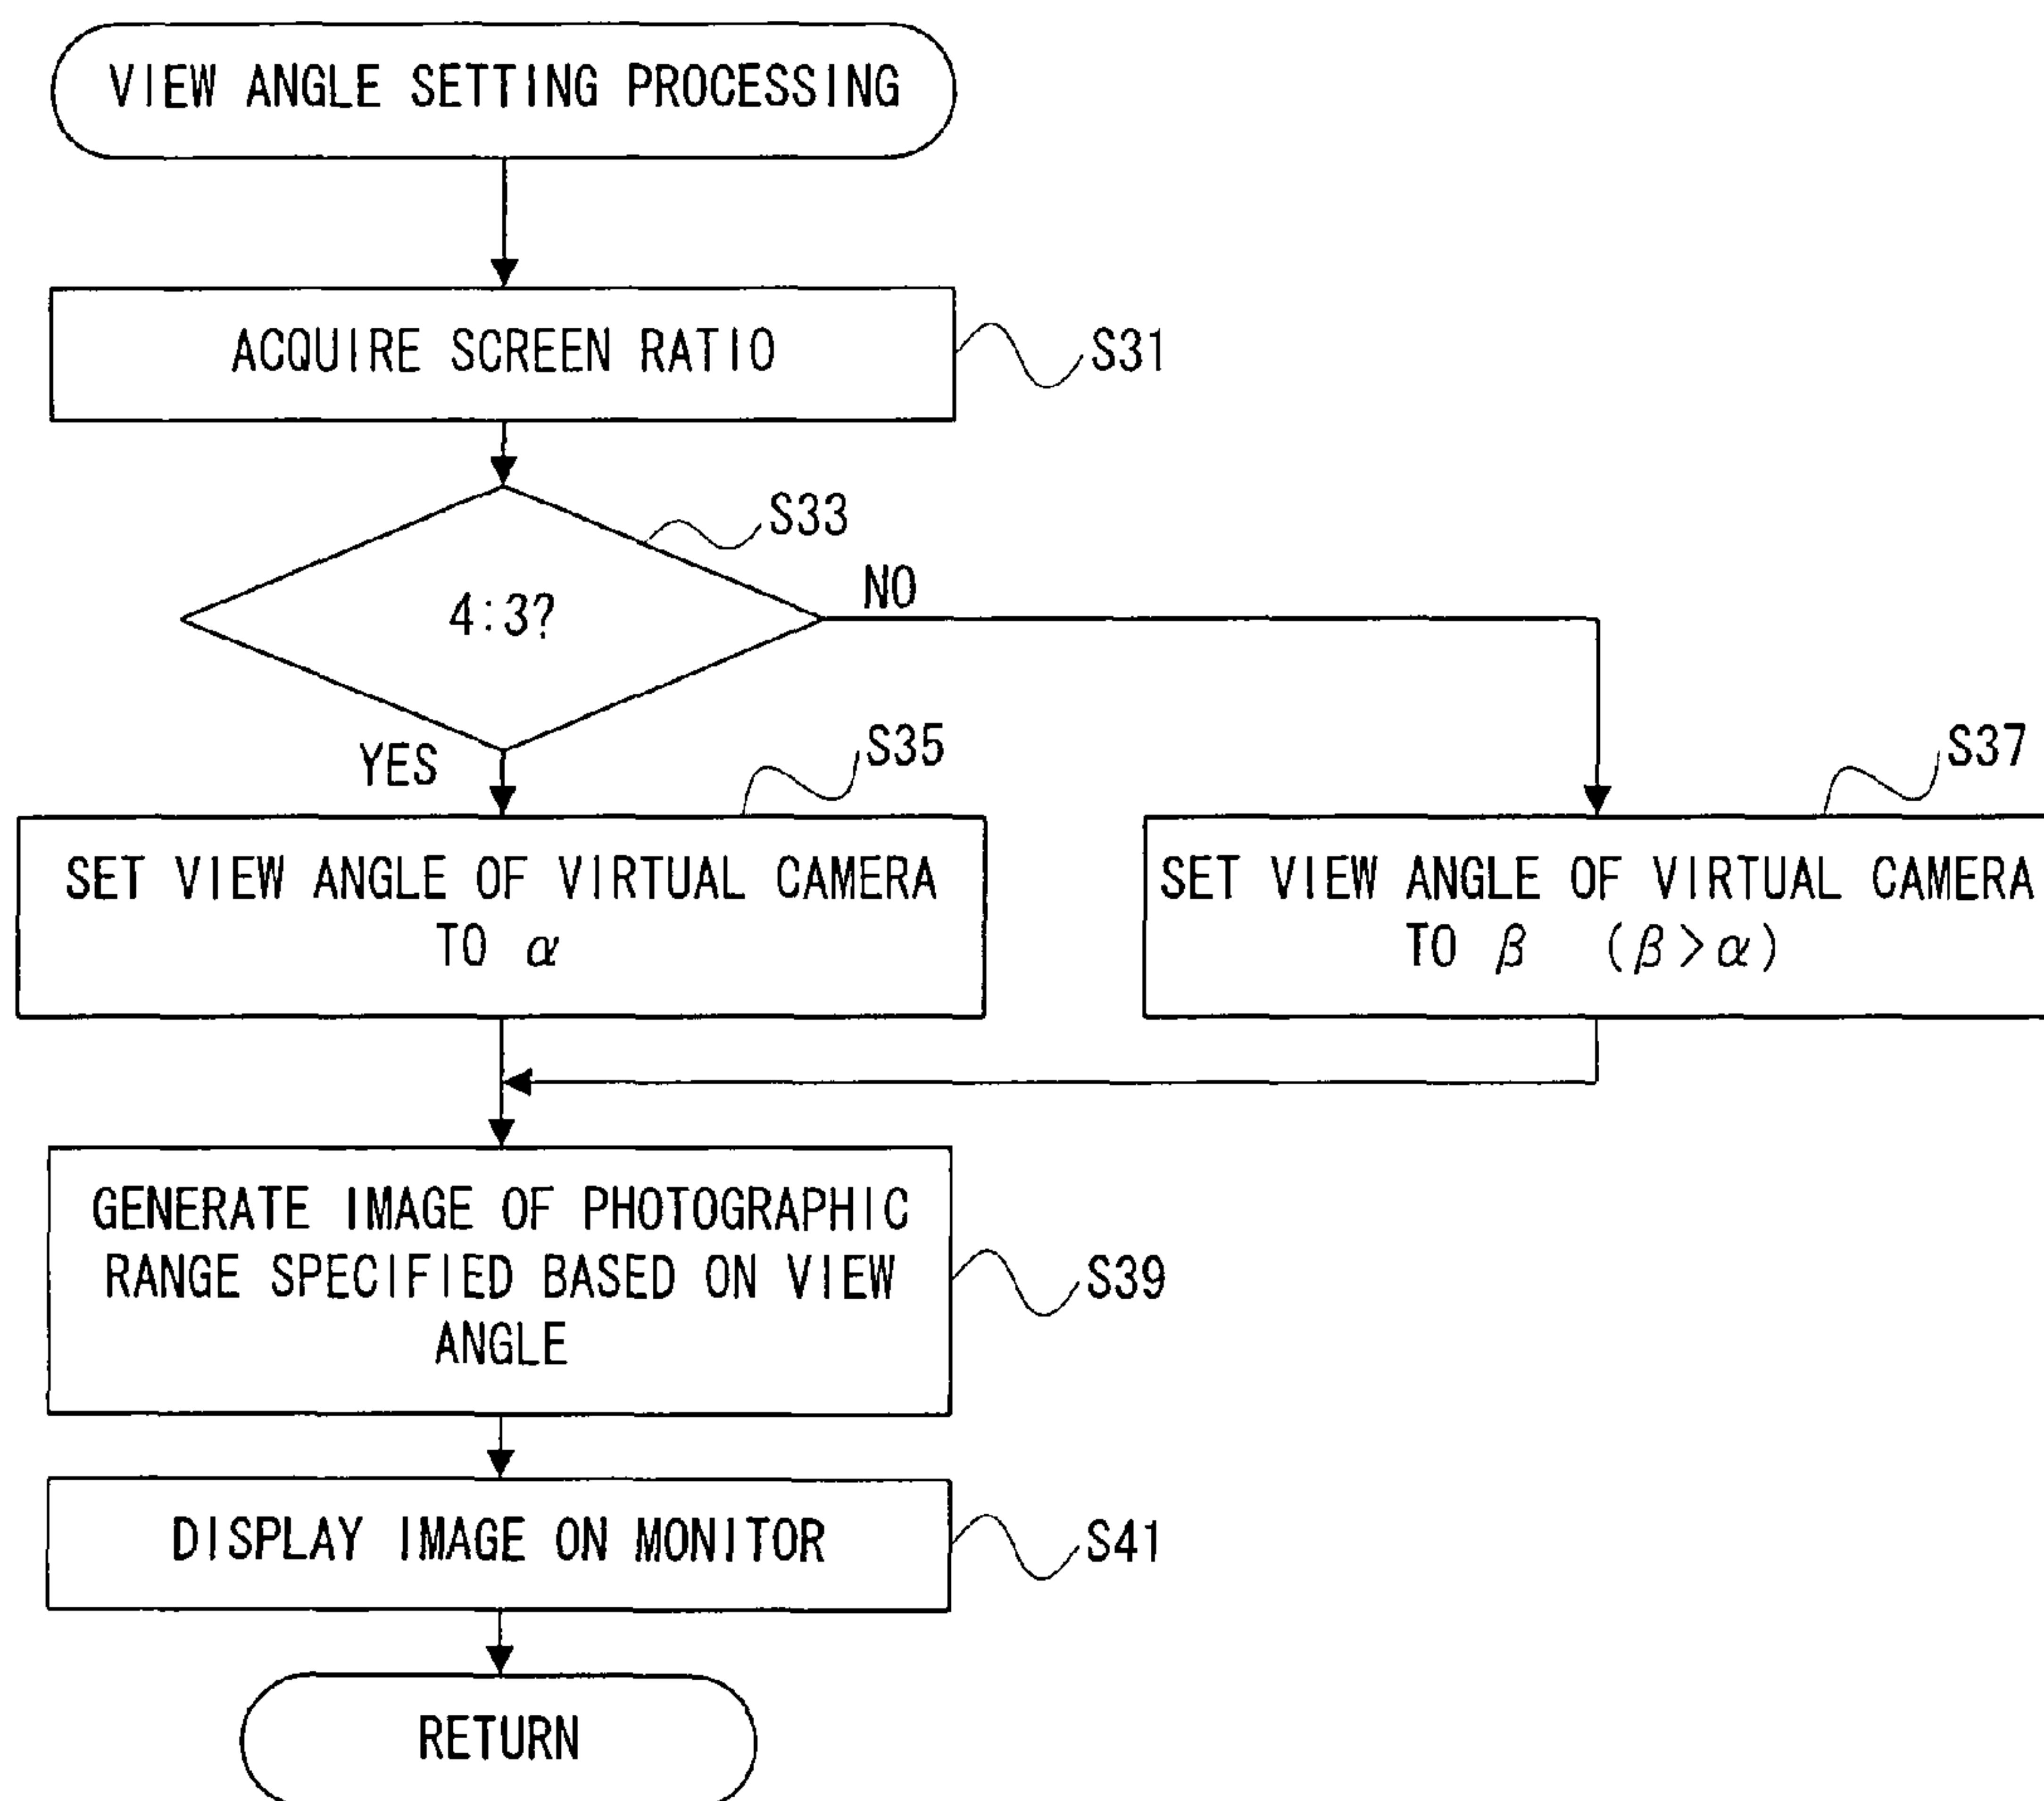 VIEW ANGLE SETTING PROCESSING
ACQUIRE SCREEN RATIO
S31
S33
4:3?
NO
YES
S35
S37
SET VIEW ANGLE OF VIRTUAL CAMERA
TO α
SET VIEW ANGLE OF VIRTUAL CAMERA
TO β (β>α)
GENERATE IMAGE OF PHOTOGRAPHIC
RANGE SPECIFIED BASED ON VIEW
ANGLE
S39
DISPLAY IMAGE ON MONITOR
S41
RETURN